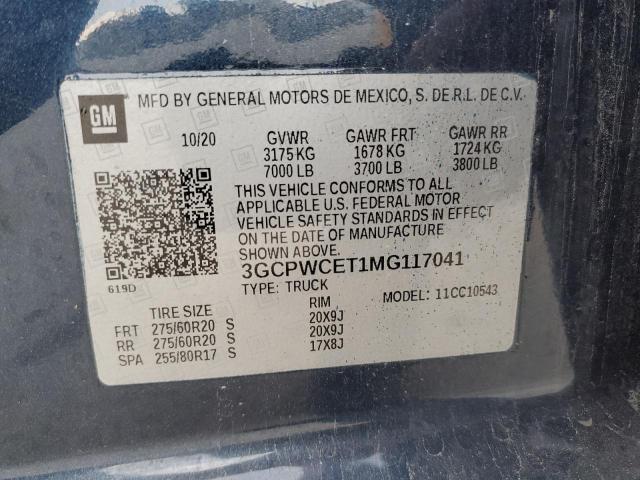 GM
MFD BY GENERAL MOTORS DE MEXICO, S. DE R.L. DE C.V.
10/20 GVWR GAWR FRT GAWR RR
3175 KG 1678 KG 1724 KG
7000 LB 3700 LB 3800 LB
THIS VEHICLE CONFORMS TO ALL
APPLICABLE U.S. FEDERAL MOTOR
VEHICLE SAFETY STANDARDS IN EFFECT
ON THE DATE OF MANUFACTURE
SHOWN ABOVE.
3GCPWCET1MG117041
619D
TYPE: TRUCK MODEL: 11CC10543
TIRE SIZE RIM
FRT 275/60R20 S 20X9J
RR 275/60R20 S 20X9J
SPA 255/80R17 S 17X8J